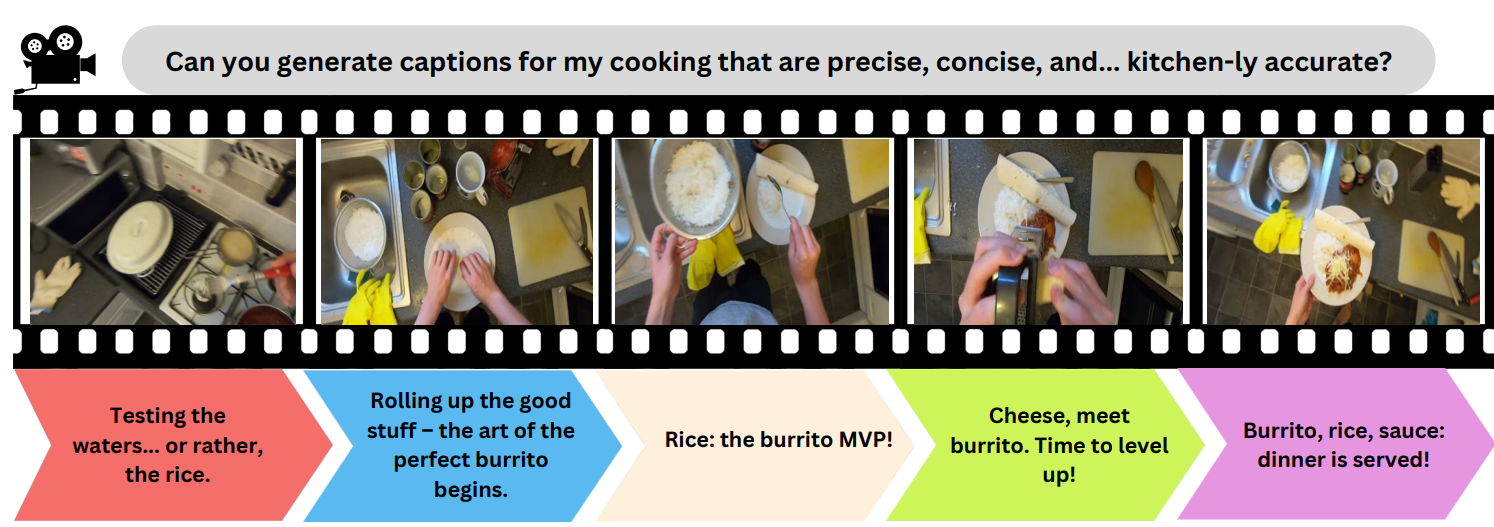 Can you generate captions for my cooking that are precise, concise, and... kitchen-ly accurate?
Testing the
waters... or rather,
the rice.
Rolling up the good
stuff – the art of the
perfect burrito
begins.
Rice: the burrito MVP!
Cheese, meet
burrito. Time to level
up!
Burrito, rice, sauce:
dinner is served!